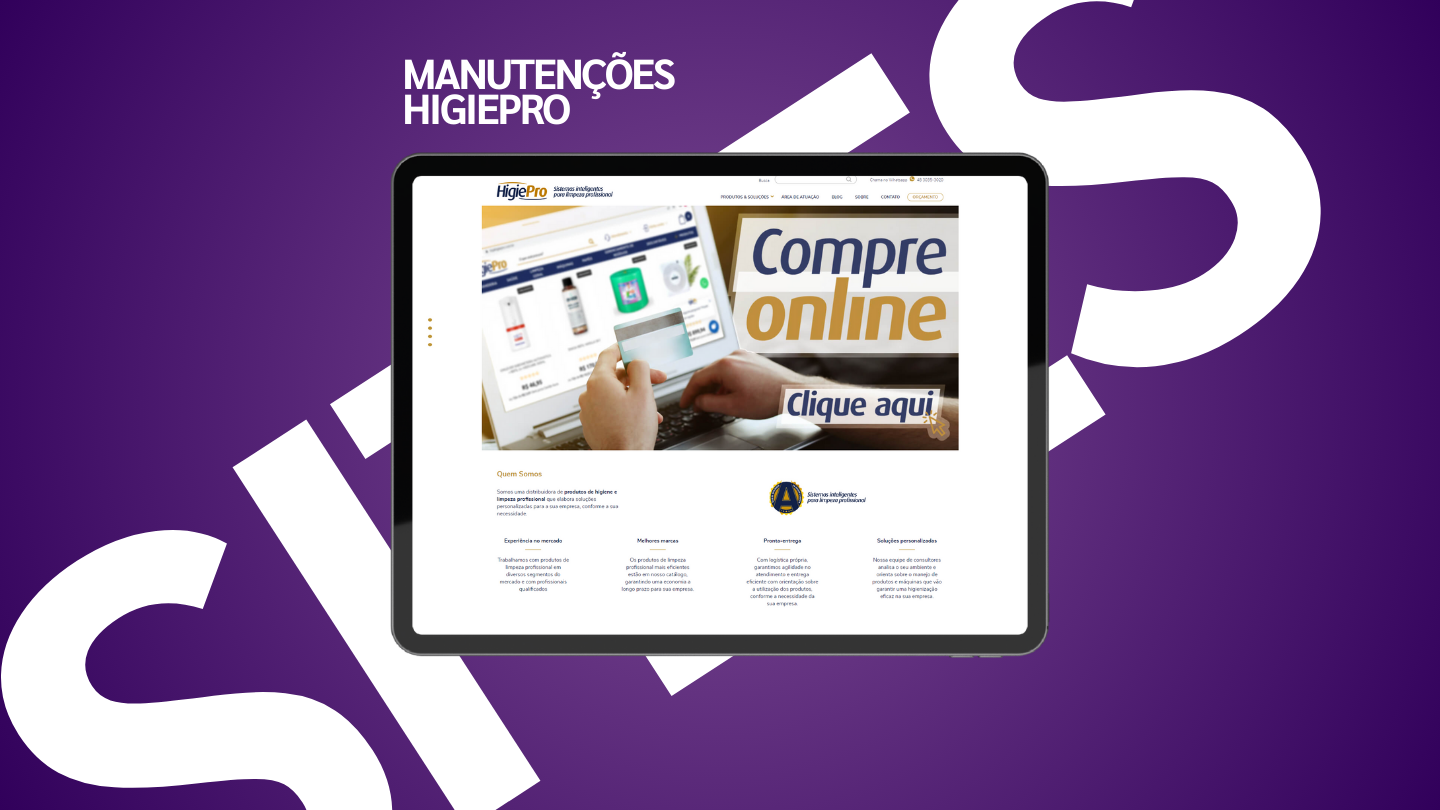 MANUTENÇÕES
HIGIEPRO
SITES
HigiePro
Sistemas inteligentes
para limpeza profissional
Busca
PRODUTOS & SOLUÇÕES
ÁREA DE ATUAÇÃO
BLOG
SOBRE
CONTATO
ORÇAMENTO
Compre
online
Clique aqui
Quem Somos
Somos uma distribuidora de produtos de higiene e
limpeza profissional que elabora soluções
personalizadas para a sua empresa, conforme a sua
necessidade.
Sistemas inteligentes
para limpeza profissional
Experiência no mercado
Trabalhamos com produtos de
limpeza profissional em
diversos segmentos do
mercado e com profissionais
qualificados
Melhores marcas
Os produtos de limpeza
profissional mais eficientes
estão em nosso catálogo,
garantindo uma economia a
longo prazo para sua empresa.
Pronta-entrega
Com logística própria,
garantimos agilidade no
atendimento e entrega
eficiente com orientação sobre
a utilização dos produtos,
conforme a necessidade da
sua empresa.
Soluções personalizadas
Nossa equipe de consultores
analisa o seu ambiente e
orienta sobre o manejo de
produtos e máquinas que vão
garantir uma higienização
eficaz na sua empresa.